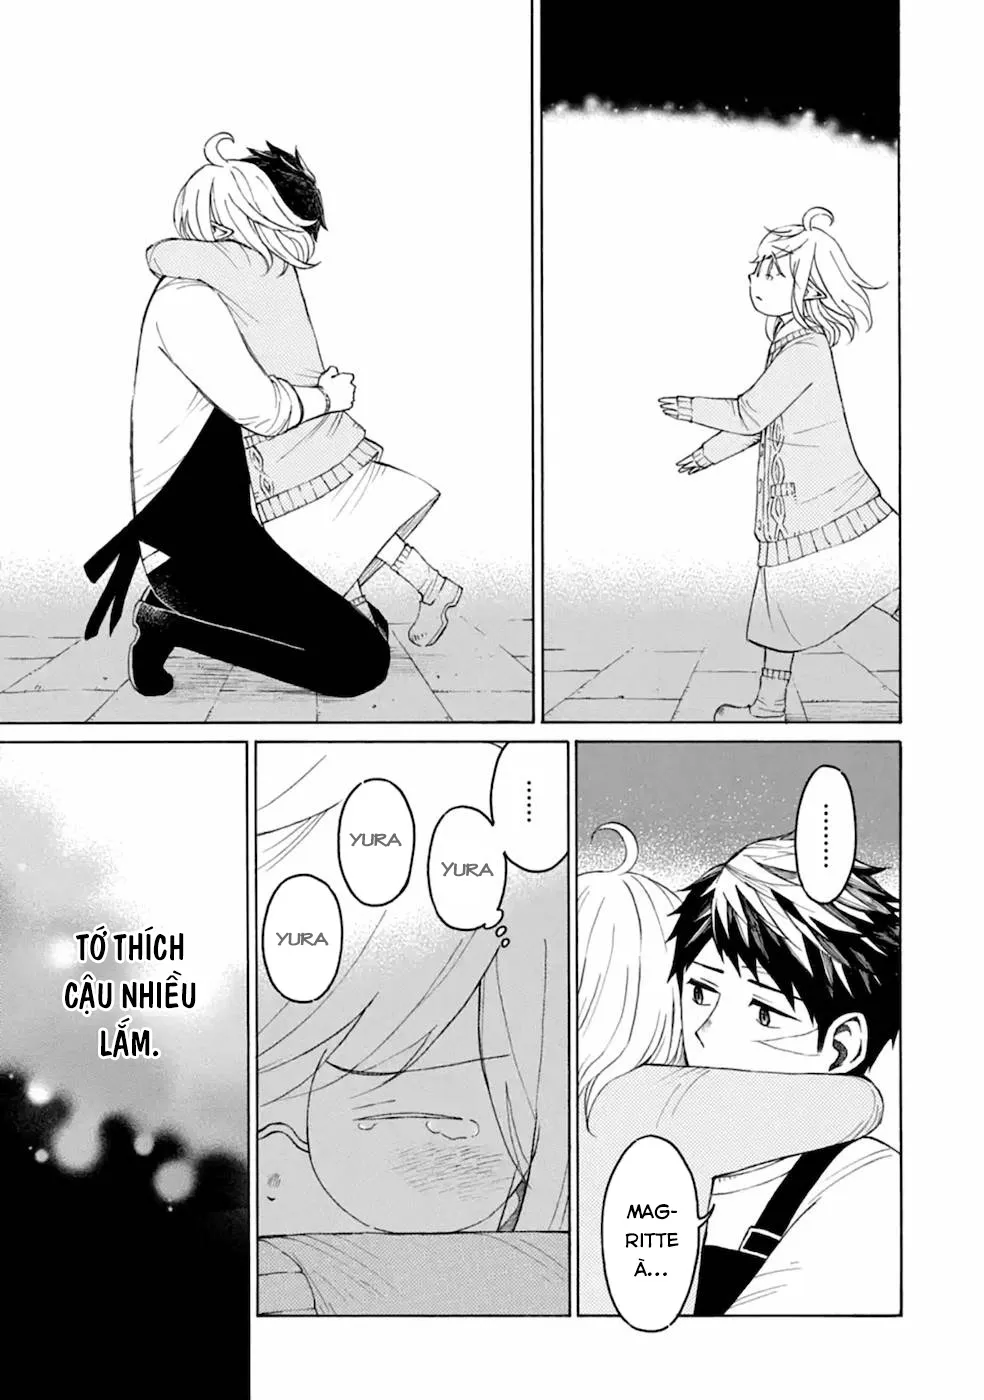 ………
MAG-
RITTE
À...
………
YURA
YURA
YURA
TỚ THÍCH
CẬU NHIỀU
LẮM.